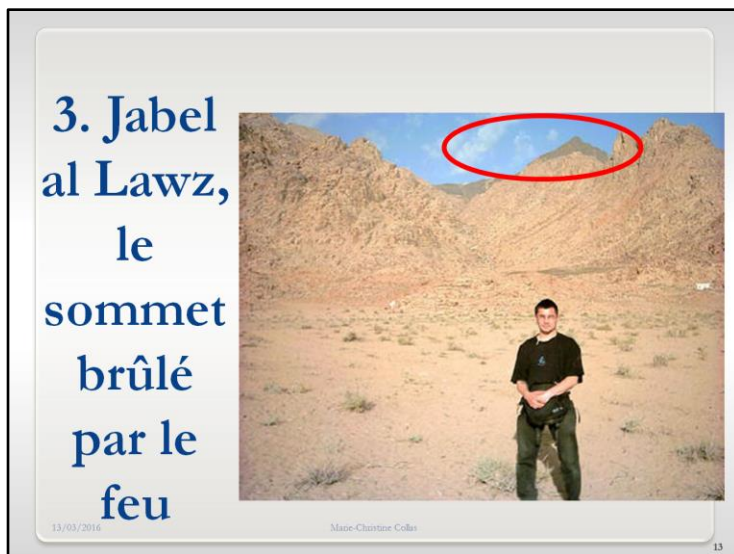 3. Jabel
al Lawz,
le
sommet
brûlé
par le
feu
13/03/2016
Marie-Christine Collas
13